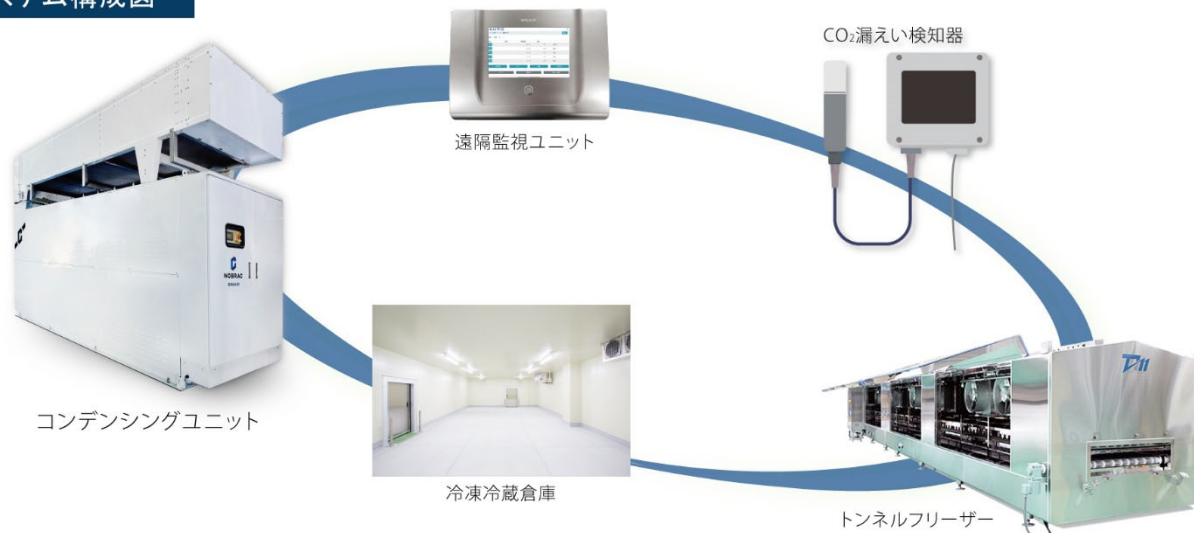 ステム構成図
CO₂漏えい検知器
遠隔監視ユニット
NOBRAC
コンデンシングユニット
冷凍冷蔵倉庫
トンネルフリーザー